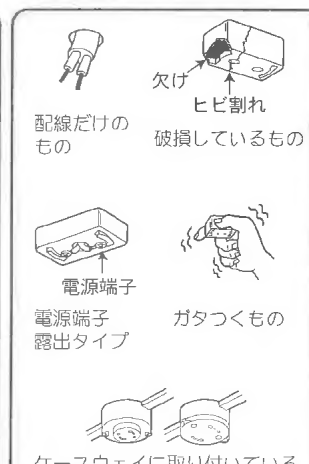 欠け
ヒビ割れ
配線だけの
もの
破損しているもの
電源端子
電源端子
露出タイプ
ガタつくもの
ケースウェイに取り付いている